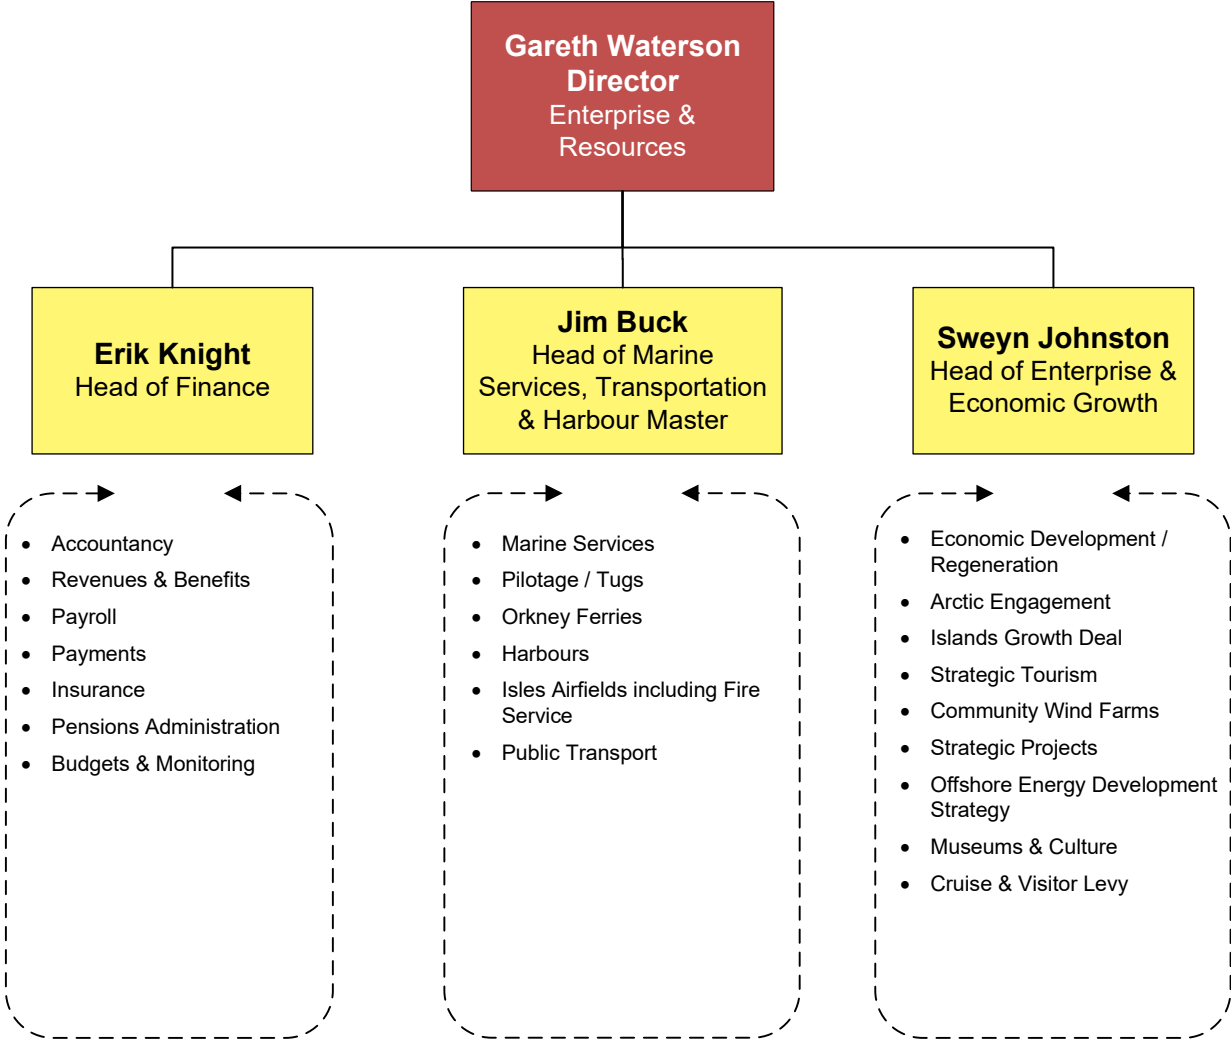 Gareth Waterson
Director
Enterprise &
Resources
Erik Knight
Head of Finance
Jim Buck
Head of Marine
Services, Transportation
& Harbour Master
Sweyn Johnston
Head of Enterprise &
Economic Growth
• Accountancy
• Revenues & Benefits
• Payroll
• Payments
• Insurance
• Pensions Administration
• Budgets & Monitoring
• Marine Services
• Pilotage / Tugs
• Orkney Ferries
• Harbours
• Isles Airfields including Fire
Service
• Public Transport
• Economic Development /
Regeneration
• Arctic Engagement
• Islands Growth Deal
• Strategic Tourism
• Community Wind Farms
• Strategic Projects
• Offshore Energy Development
Strategy
• Museums & Culture
• Cruise & Visitor Levy